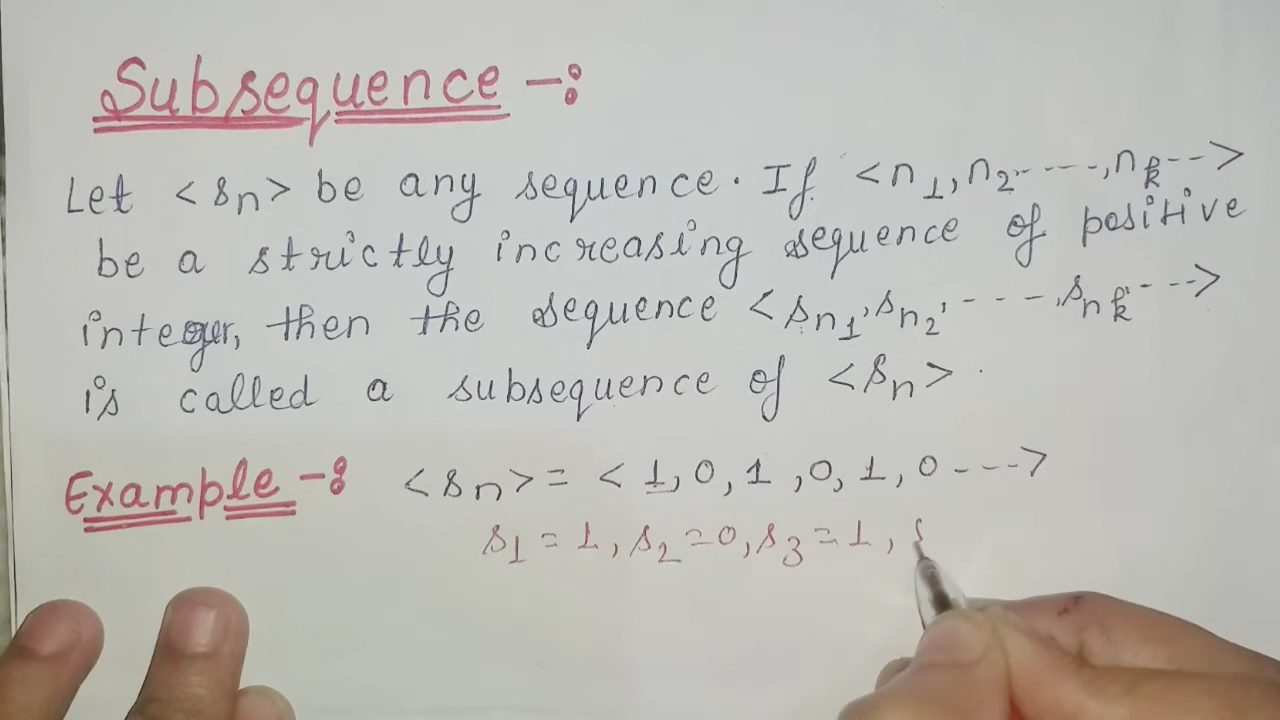 Subsequence -:
Let <sn> be any sequence. If <n1, n2-----, nk-->
be a strictly increasing sequence of positive
integer, then the sequence <sn1, sn2, ----, snk--->
is called a subsequence of <sn>.
Example -: <sn> = <1, 0, 1, 0, 1, 0 --->
s1 = 1, s2 = 0, s3 = 1, s